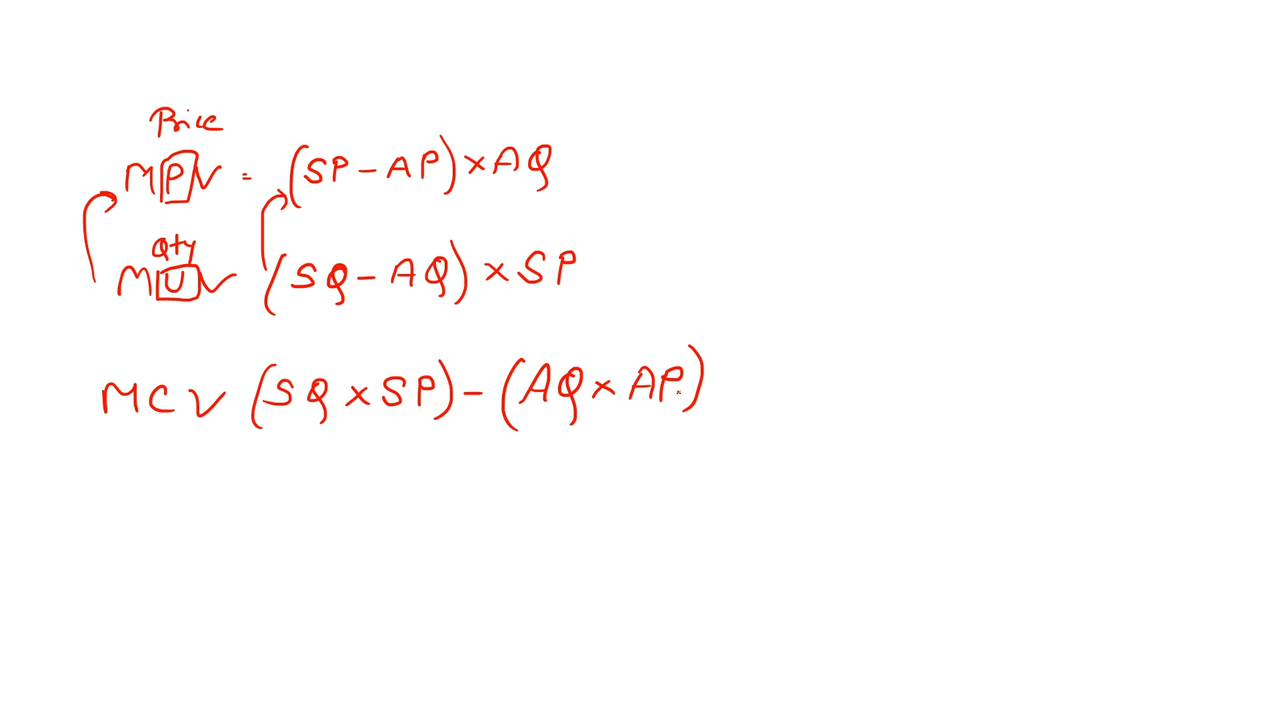 Price
MPV = (SP - AP) × AQ
Qty
MUV (SQ - AQ) × SP
MCV (SQ × SP) - (AQ × AP)